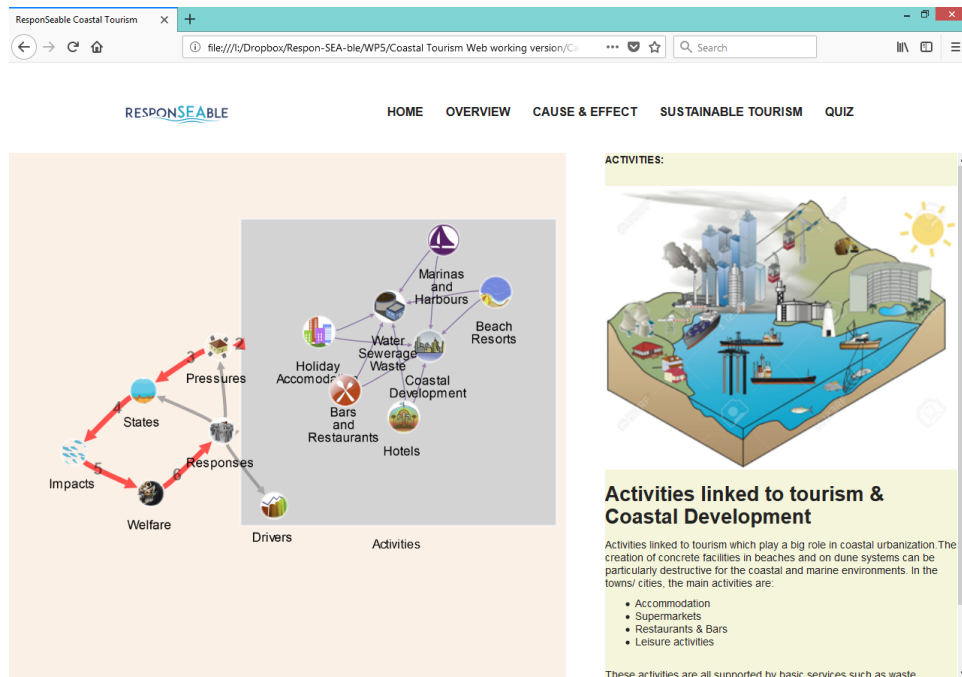 ResponSeable Coastal Tourism
file:///I:/Dropbox/Respon-SEA-ble/WP5/Coastal Tourism Web working version/Ca
Search
RESPONSEABLE
HOME OVERVIEW CAUSE & EFFECT SUSTAINABLE TOURISM QUIZ
Marinas
and
Harbours
Beach
Resorts
Water
Sewerage
Waste
Holiday
Coastal
Development
Bars
and
Restaurants
Hotels
2
3
Pressures
4
States
Responses
Impacts
5
6
Welfare
Drivers
Activities
ACTIVITIES:
Activities linked to tourism &
Coastal Development
Activities linked to tourism which play a big role in coastal urbanization.The
creation of concrete facilities in beaches and on dune systems can be
particularly destructive for the coastal and marine environments. In the
towns/ cities, the main activities are:
Accommodation
Supermarkets
Restaurants & Bars
Leisure activities
These activities are all supported by basic services such as waste